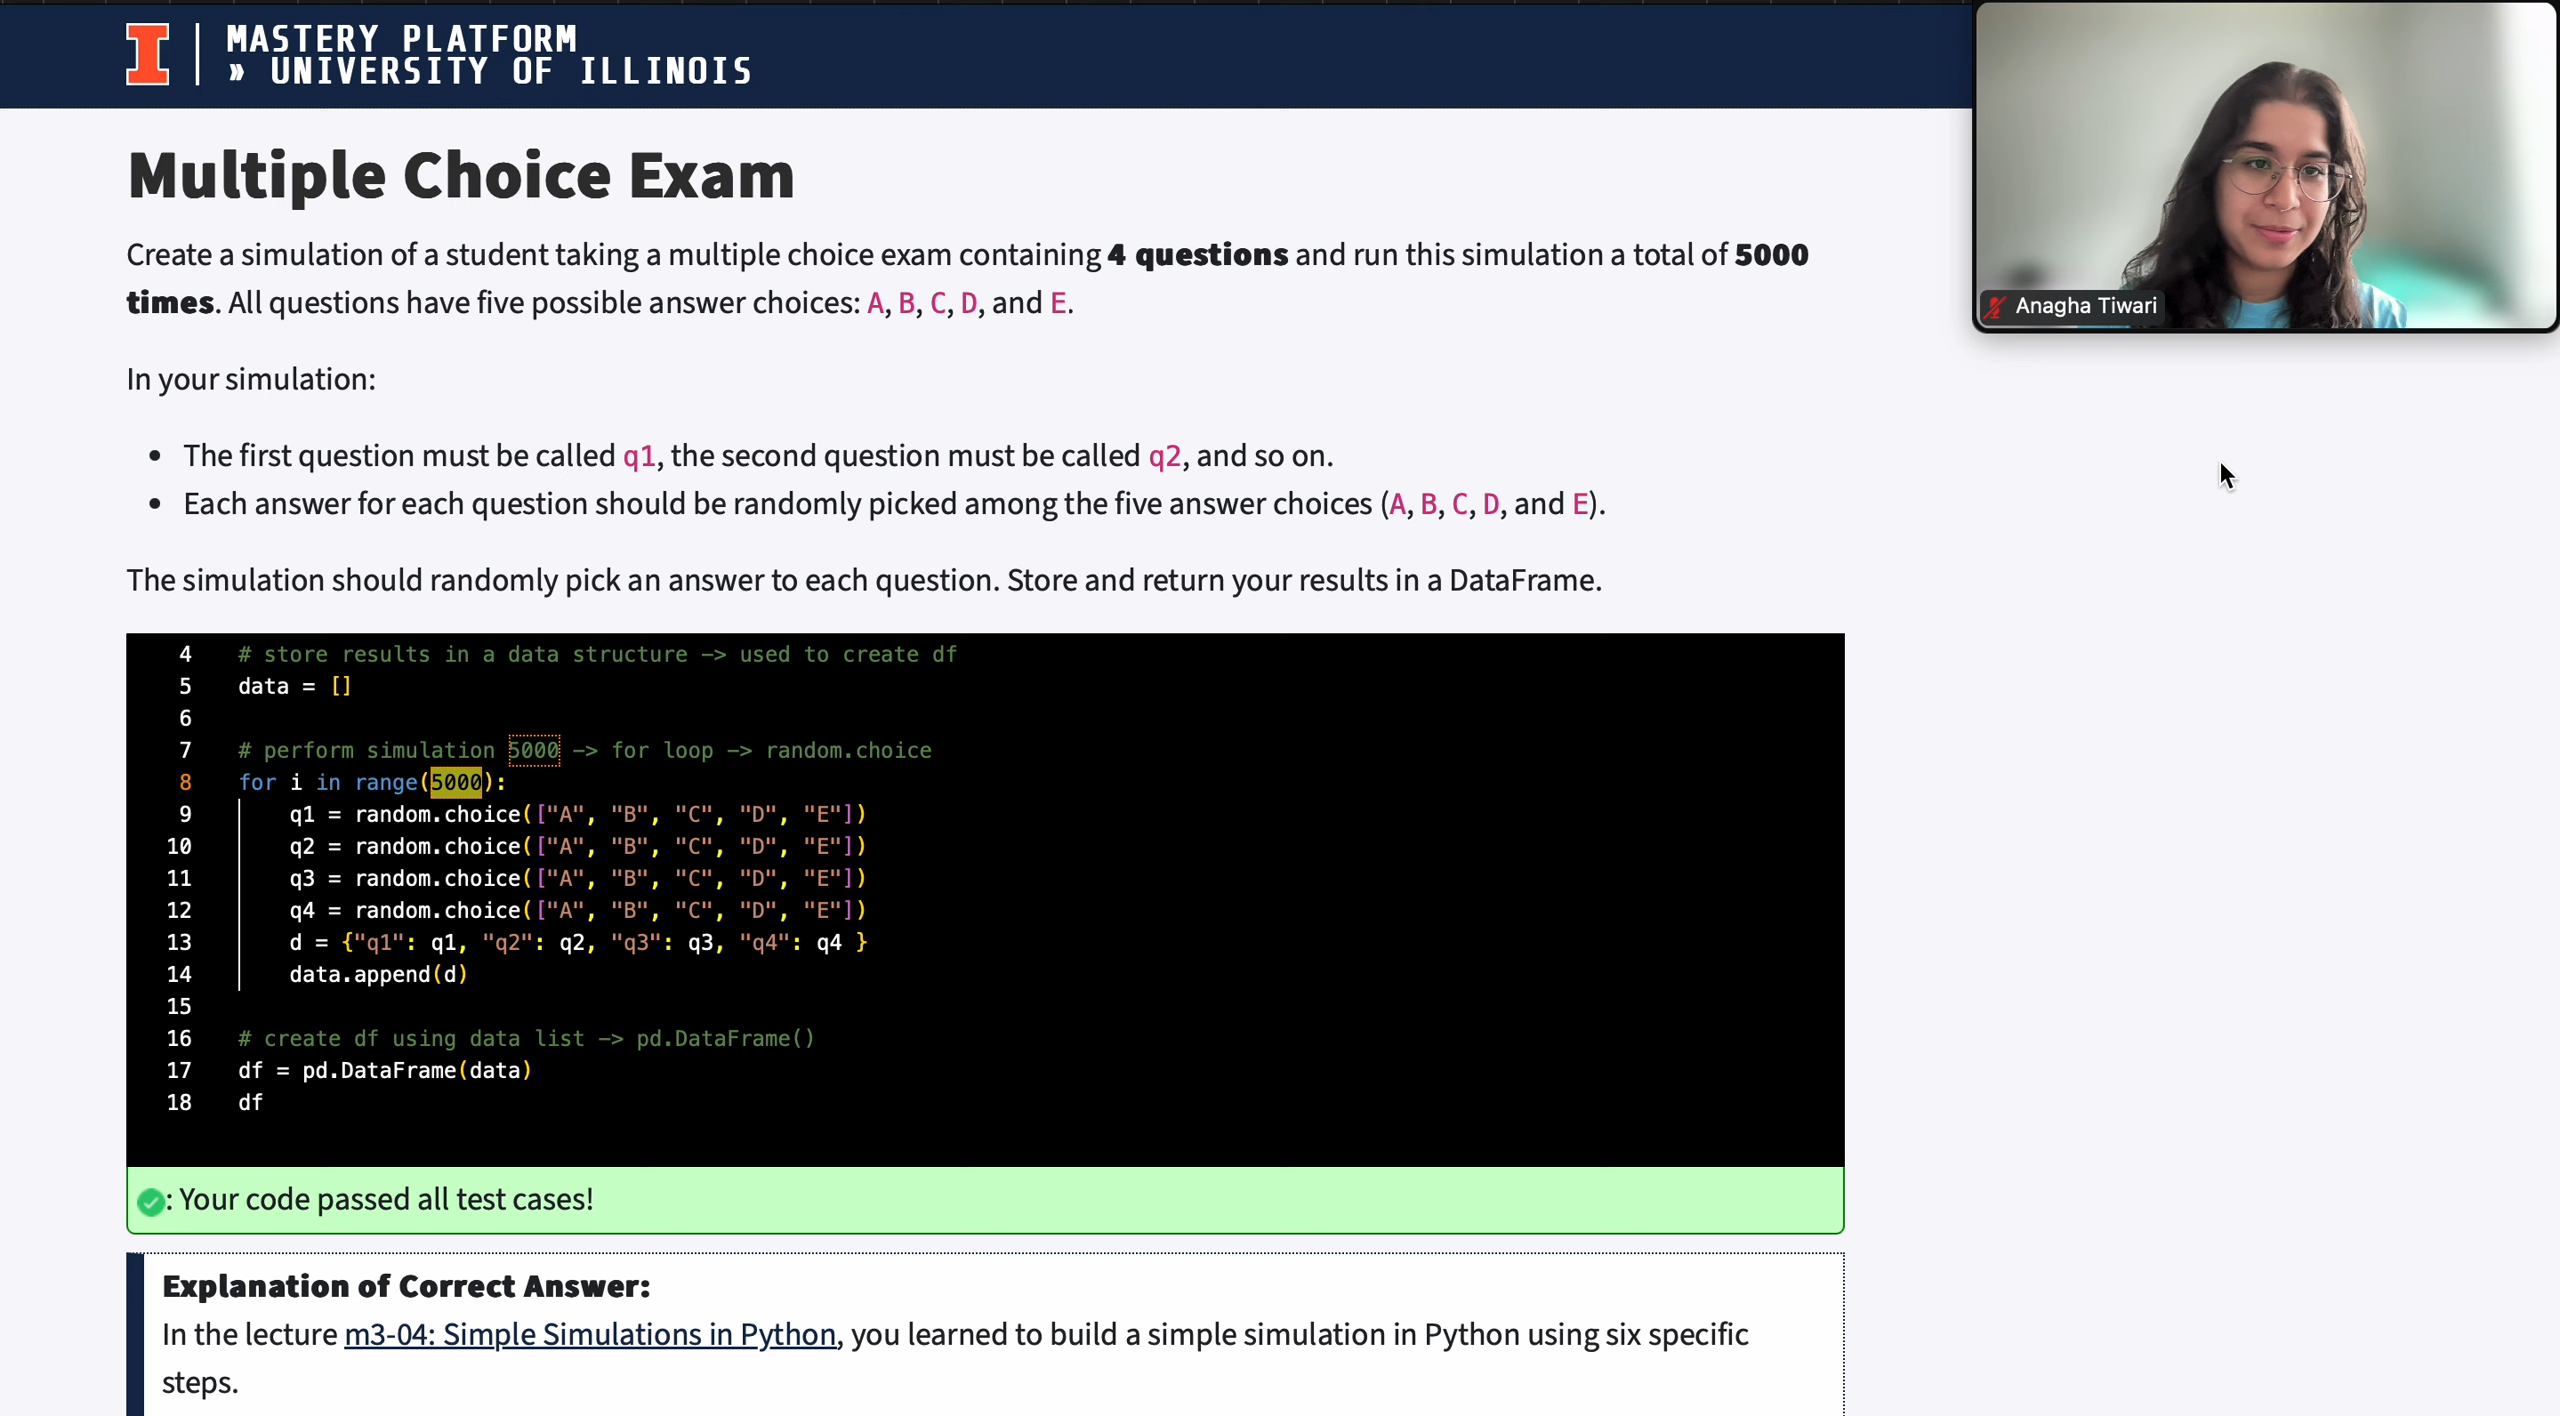 MASTERY PLATFORM
» UNIVERSITY OF ILLINOIS
Anagha Tiwari
Multiple Choice Exam
Create a simulation of a student taking a multiple choice exam containing 4 questions and run this simulation a total of 5000
times. All questions have five possible answer choices: A, B, C, D, and E.
In your simulation:
• The first question must be called q1, the second question must be called q2, and so on.
• Each answer for each question should be randomly picked among the five answer choices (A, B, C, D, and E).
The simulation should randomly pick an answer to each question. Store and return your results in a DataFrame.
4 # store results in a data structure -> used to create df
5 data = []
6
7 # perform simulation 5000 -> for loop -> random.choice
8 for i in range(5000):
9     q1 = random.choice(["A", "B", "C", "D", "E"])
10     q2 = random.choice(["A", "B", "C", "D", "E"])
11     q3 = random.choice(["A", "B", "C", "D", "E"])
12     q4 = random.choice(["A", "B", "C", "D", "E"])
13     d = {"q1": q1, "q2": q2, "q3": q3, "q4": q4 }
14     data.append(d)
15
16 # create df using data list -> pd.DataFrame()
17 df = pd.DataFrame(data)
18 df
: Your code passed all test cases!
Explanation of Correct Answer:
In the lecture m3-04: Simple Simulations in Python, you learned to build a simple simulation in Python using six specific
steps.